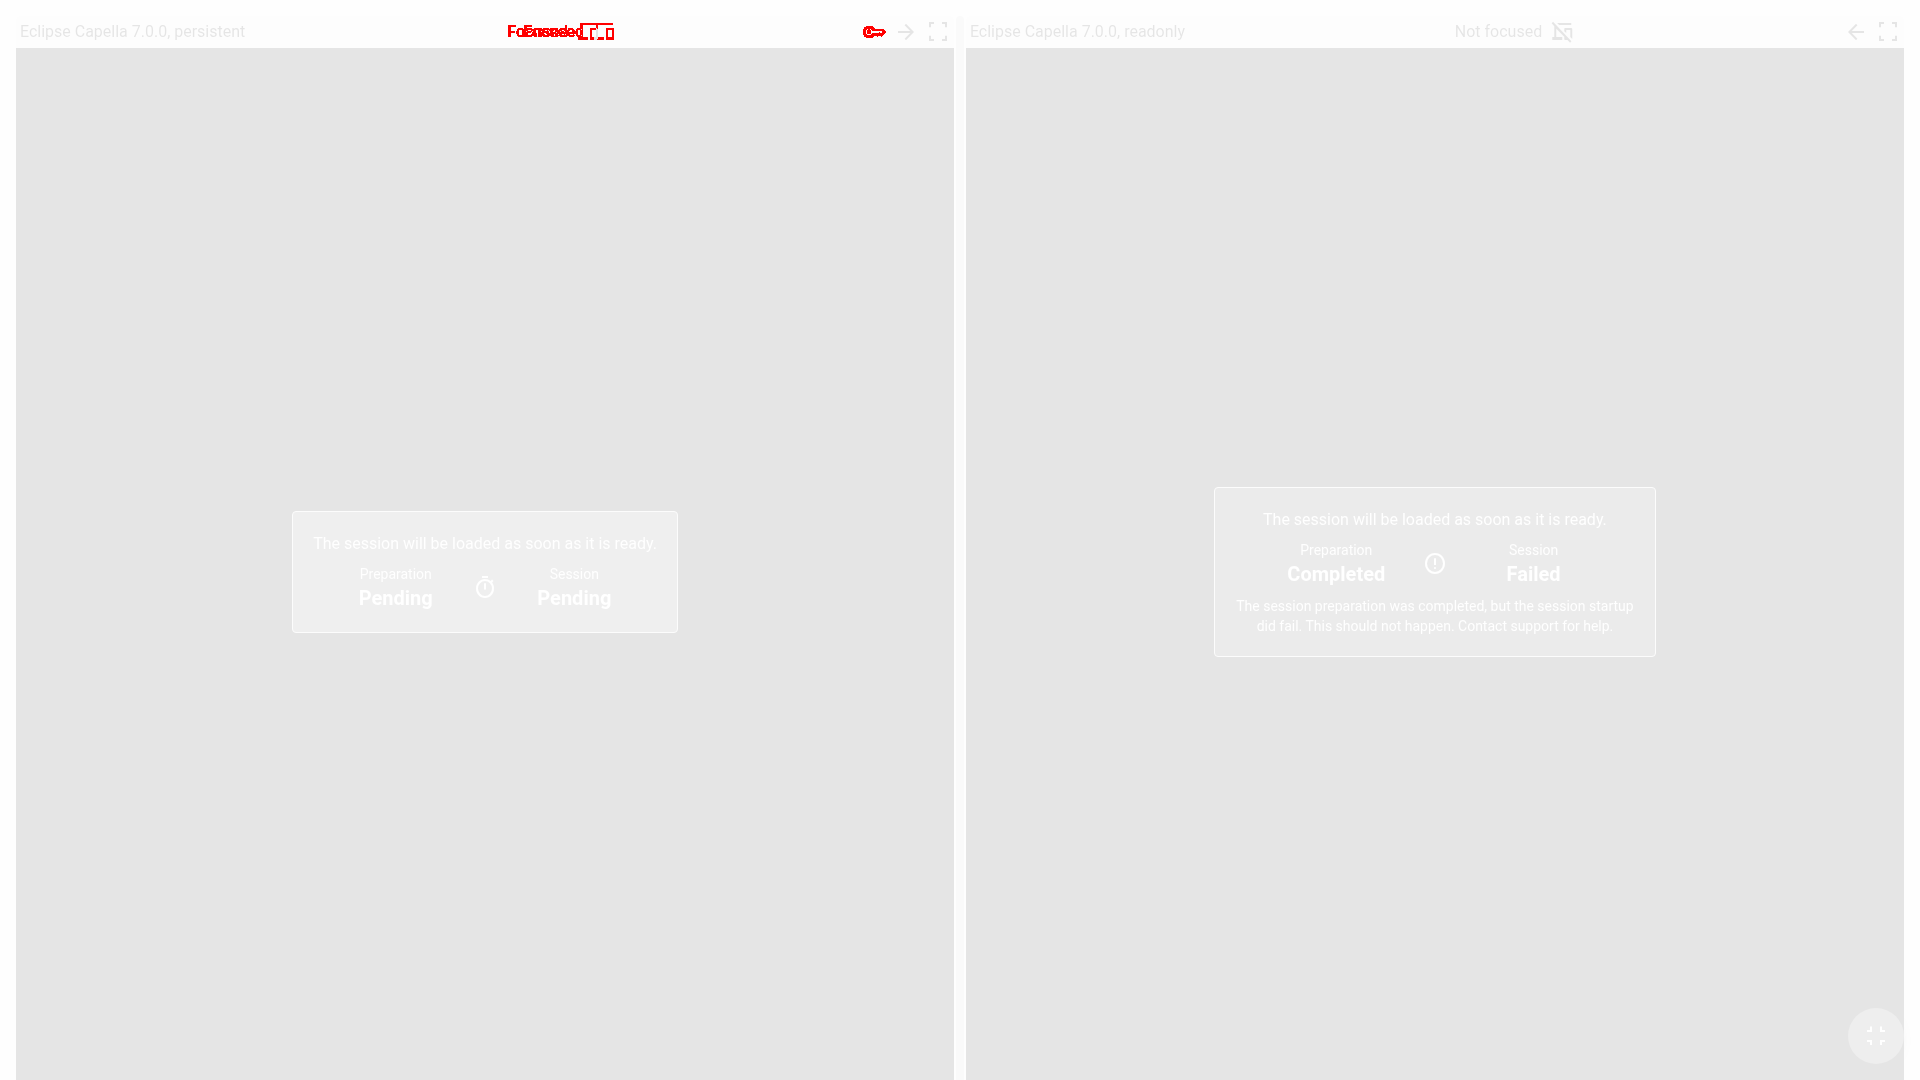 Eclipse Capella 7.0.0, persistent
Eclipse Capella 7.0.0, readonly
Not focused
The session will be loaded as soon as it is ready.
Preparation
Pending
Session
Pending
The session will be loaded as soon as it is ready.
Preparation
Completed
Session
Failed
The session preparation was completed, but the session startup
did fail. This should not happen. Contact support for help.